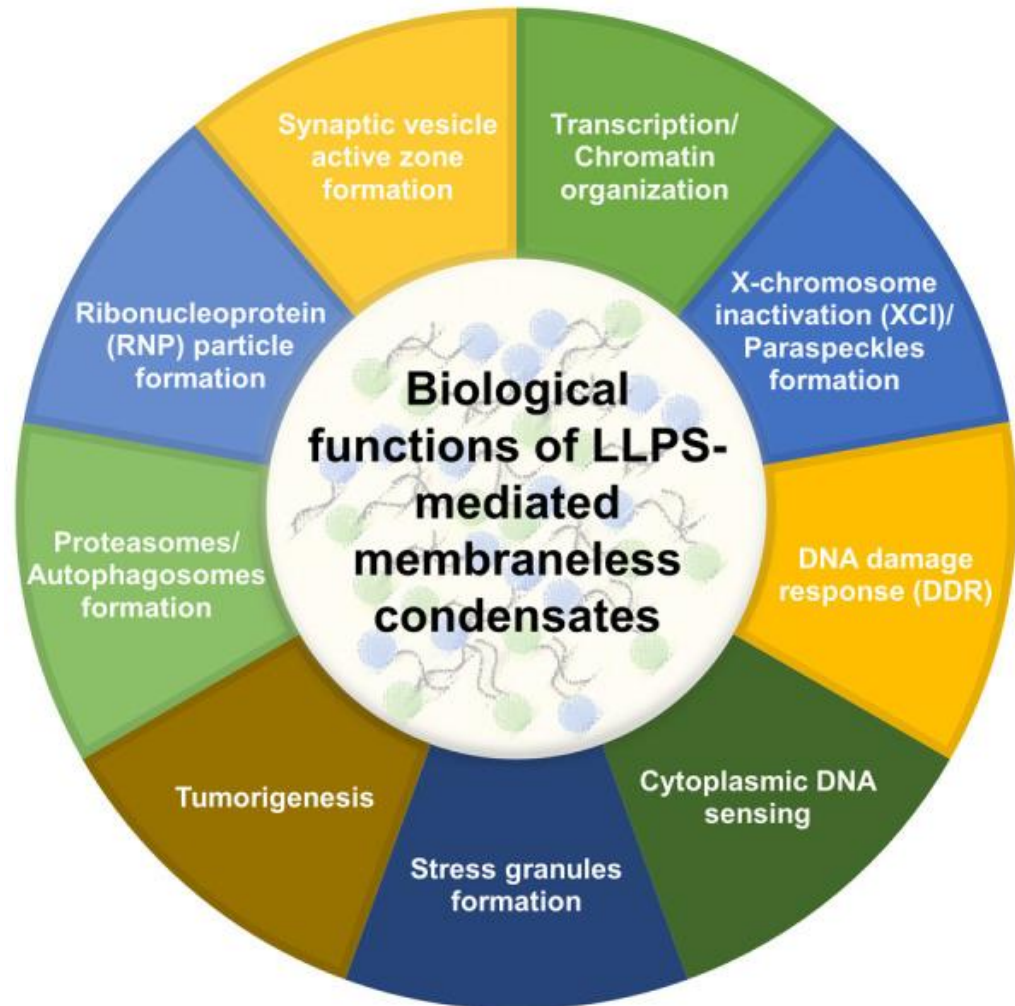 Synaptic vesicle
active zone
formation
Transcription/
Chromatin
organization
X-chromosome
inactivation (XCI)/
Paraspeckles
formation
DNA damage
response (DDR)
Cytoplasmic DNA
sensing
Stress granules
formation
Tumorigenesis
Proteasomes/
Autophagosomes
formation
Ribonucleoprotein
(RNP) particle
formation
Biological
functions of LLPS-
mediated
membraneless
condensates